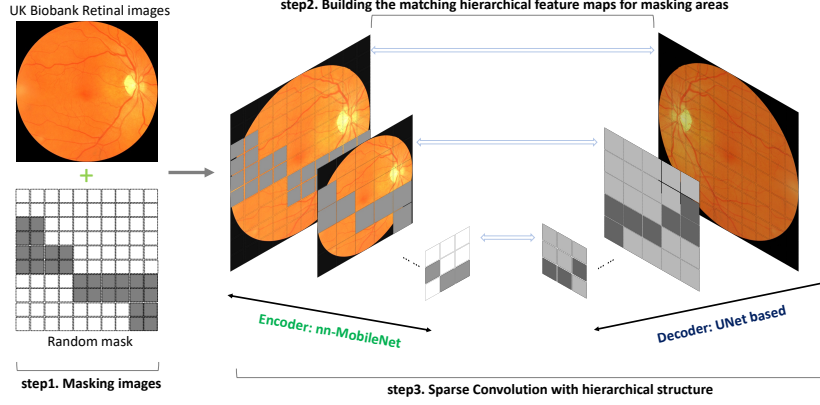 step2. Building the matching hierarchical feature maps for masking areas
UK Biobank Retinal images
+
Random mask
step1. Masking images
Encoder: nn-MobileNet
Decoder: UNet based
step3. Sparse Convolution with hierarchical structure